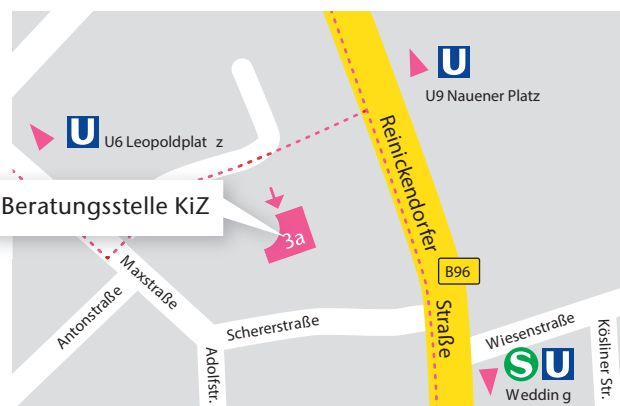 U
U9 Nauener Platz
U
U6 Leopoldplat z
Reinickendorfer
Beratungsstelle KiZ
3a
B96
Maxstraße
Antonstraße
Schererstraße
Straße
Wiesenstraße
Adolfstr.
Kösliner Str.
S U
Weddin g